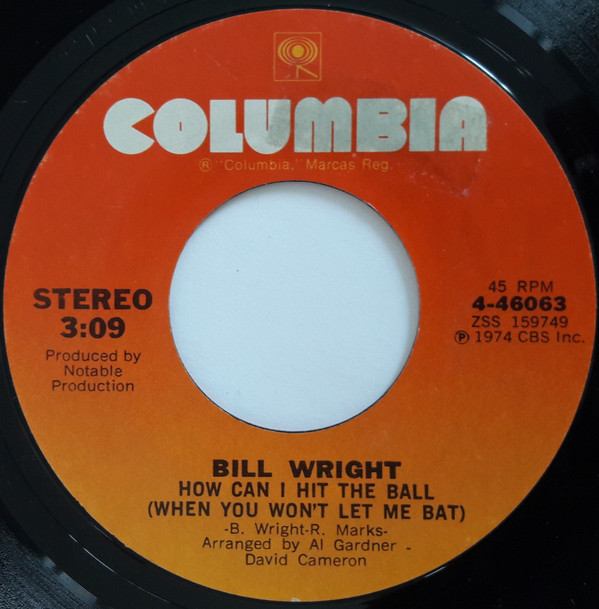 COLUMBIA
® "Columbia," Marcas Reg.
STEREO
3:09
Produced by
Notable
Production
45 RPM
4-46063
ZSS 159749
Ⓟ 1974 CBS Inc.
BILL WRIGHT
HOW CAN I HIT THE BALL
(WHEN YOU WON'T LET ME BAT)
-B. Wright-R. Marks-
Arranged by Al Gardner -
David Cameron